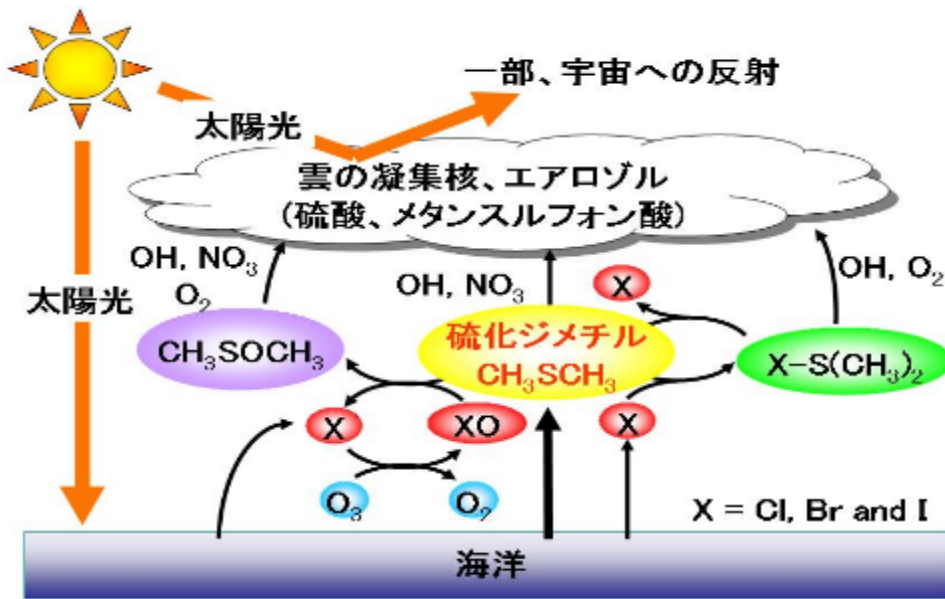 一部、宇宙への反射
太陽光
雲の凝集核、エアロゾル
(硫酸、メタンスルフォン酸)
OH, NO₃
O₂
OH, NO₃
X
OH, O₂
太陽光
CH₃SOCH₃
硫化ジメチル
CH₃SCH₃
X-S(CH₃)₂
X
XO
X
O₃
O₂
X = Cl, Br and I
海洋